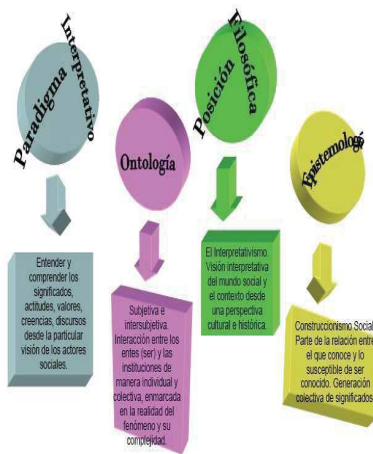 Paradigma
Interpretativo
Entender y
comprender los
significados,
actitudes, valores,
creencias, discursos
desde la particular
visión de los actores
sociales.
Ontología
Subjetiva e
intersubjetiva.
Interacción entre los
entes (ser) y las
instituciones de
manera individual y
colectiva, enmarcada
en la realidad del
fenómeno y su
complejidad.
Posición
Filosófica
El Interpretativismo.
Visión interpretativa
del mundo social y
el contexto desde
una perspectiva
cultural e histórica.
Epistemología
Construccionismo Social
Parte de la relación entre
el que conoce y lo
susceptible de ser
conocido. Generación
colectiva de significados